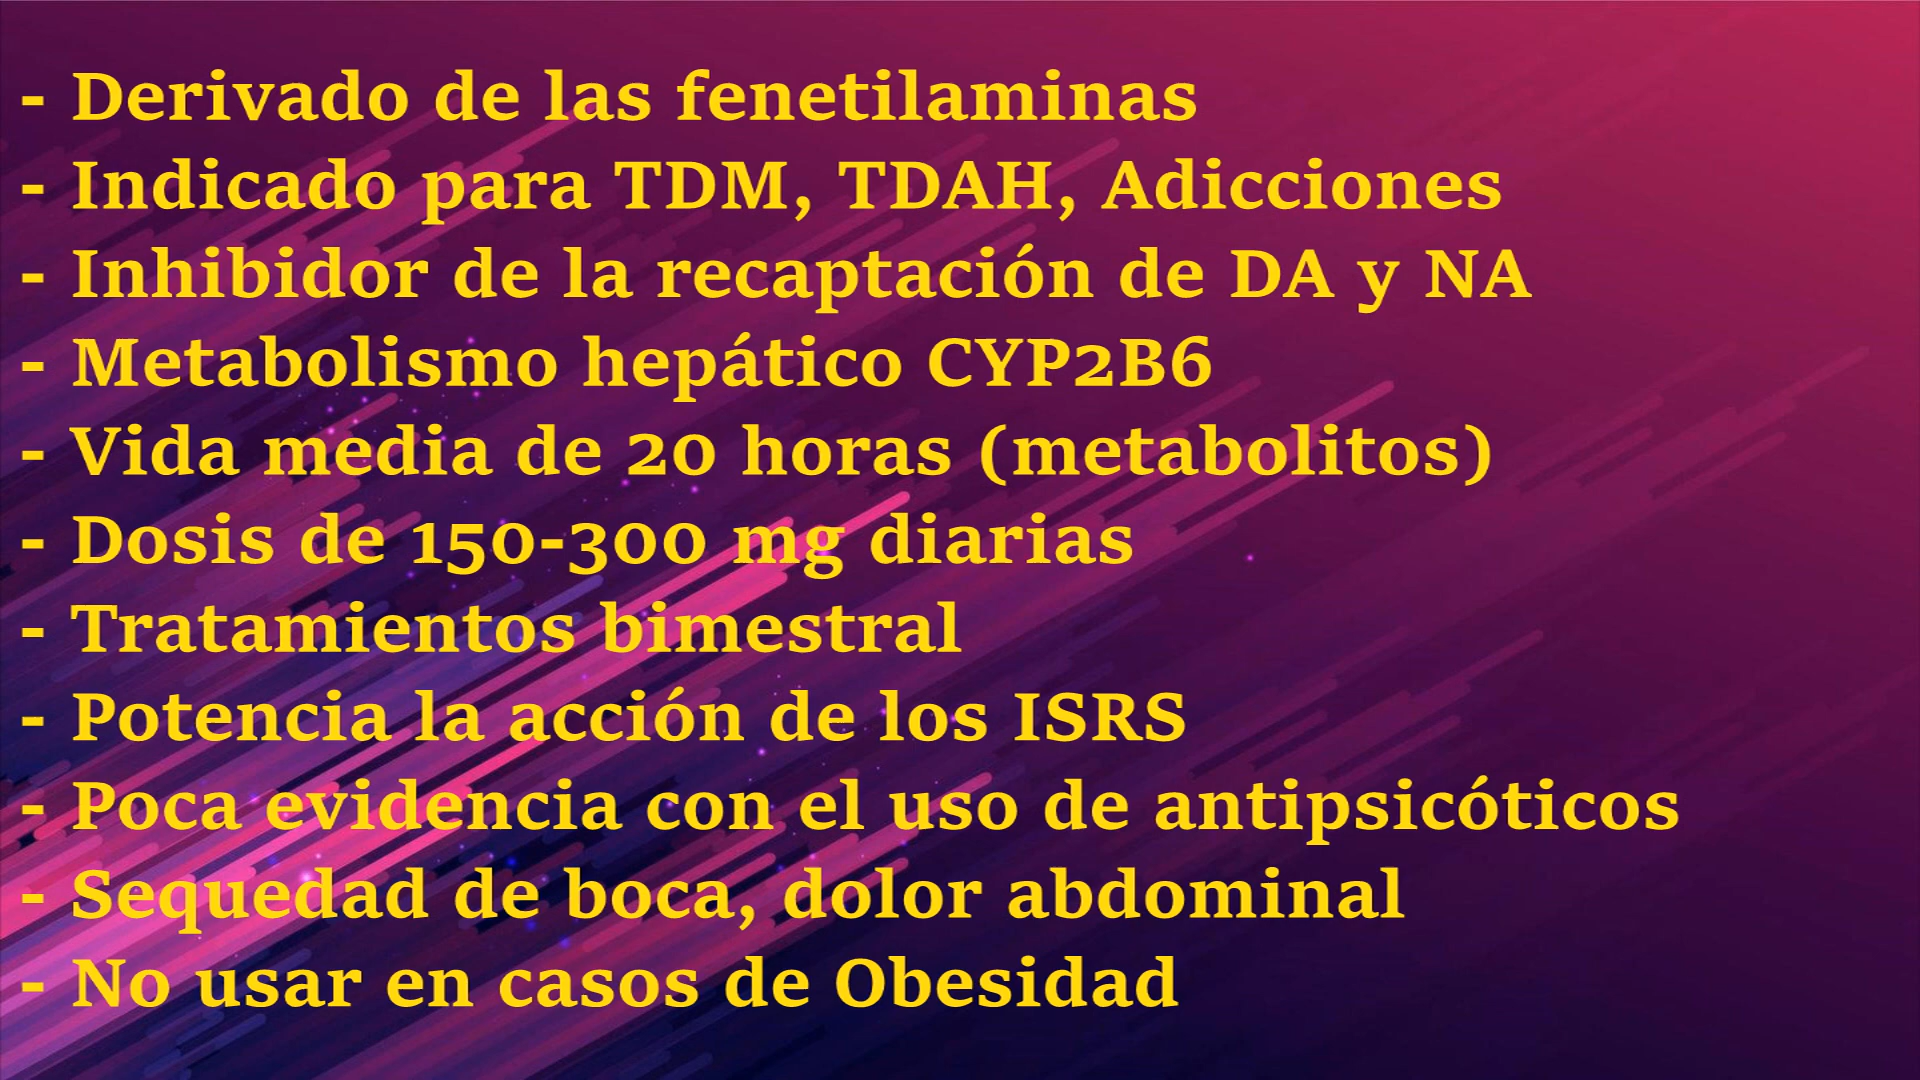 - Derivado de las fenetilaminas
- Indicado para TDM, TDAH, Adicciones
- Inhibidor de la recaptación de DA y NA
- Metabolismo hepático CYP2B6
- Vida media de 20 horas (metabolitos)
- Dosis de 150-300 mg diarias
- Tratamientos bimestral
- Potencia la acción de los ISRS
- Poca evidencia con el uso de antipsicóticos
- Sequedad de boca, dolor abdominal
- No usar en casos de Obesidad